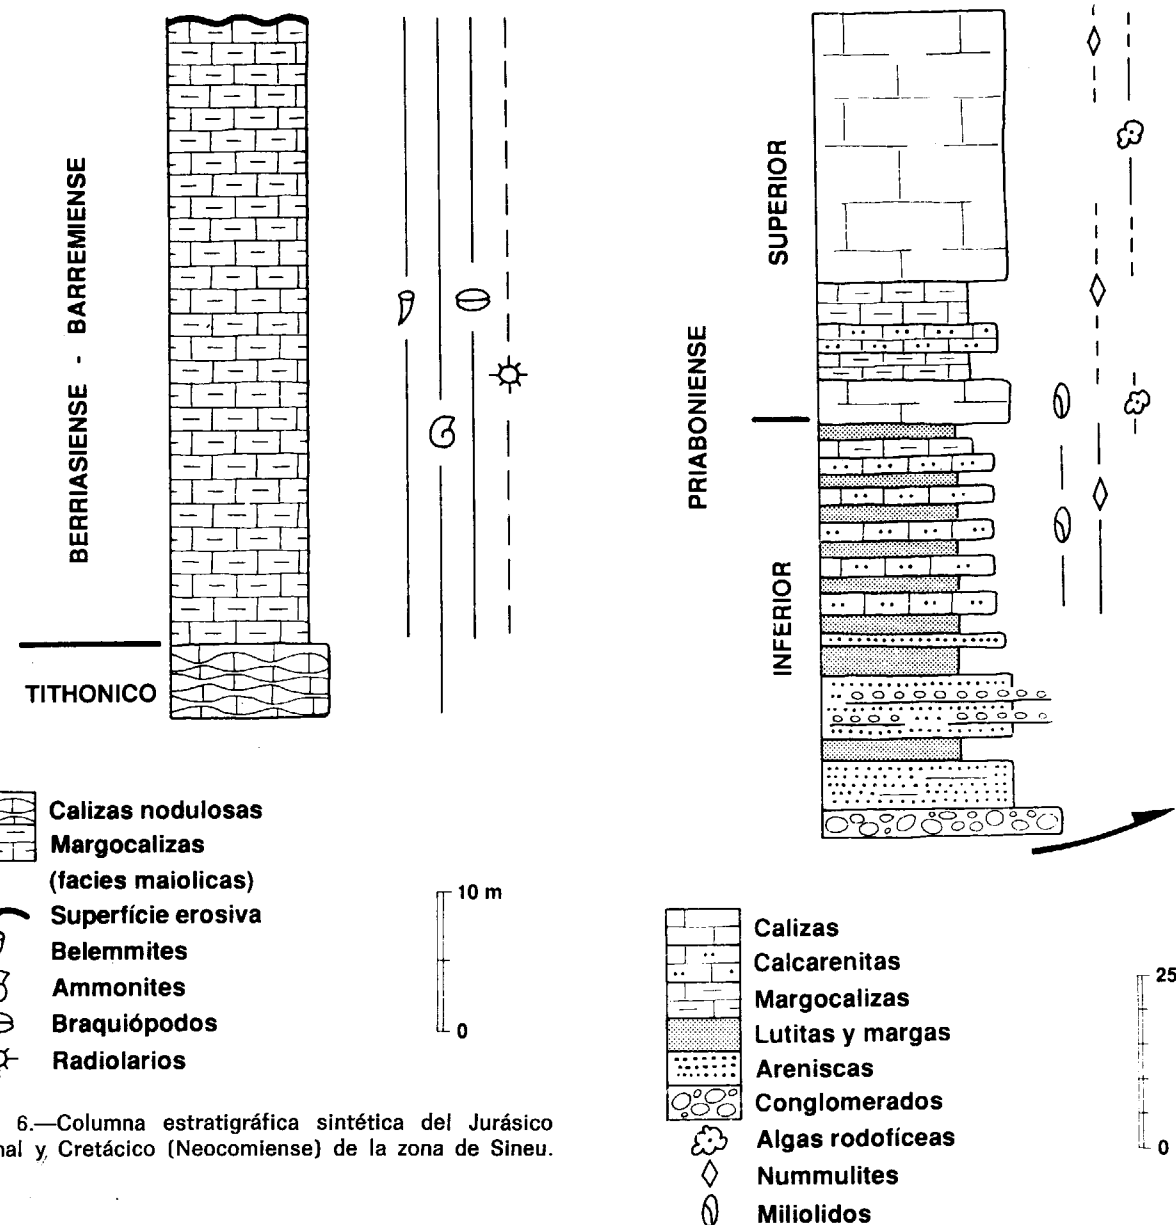 BERRIASIENSE - BARREMIENSE
TITHONICO
Calizas nodulosas
Margocalizas
(facies maiolicas)
Superfície erosiva
Belemmites
Ammonites
Braquiópodos
Radiolarios
10 m
0
6.—Columna estratigráfica sintética del Jurásico
y Cretácico (Neocomiense) de la zona de Sineu.
PRIABONIENSE
SUPERIOR
INFERIOR
Calizas
Calcarenitas
Margocalizas
Lutitas y margas
Areniscas
Conglomerados
Algas rodofíceas
Nummulites
Miliolidos
25
0